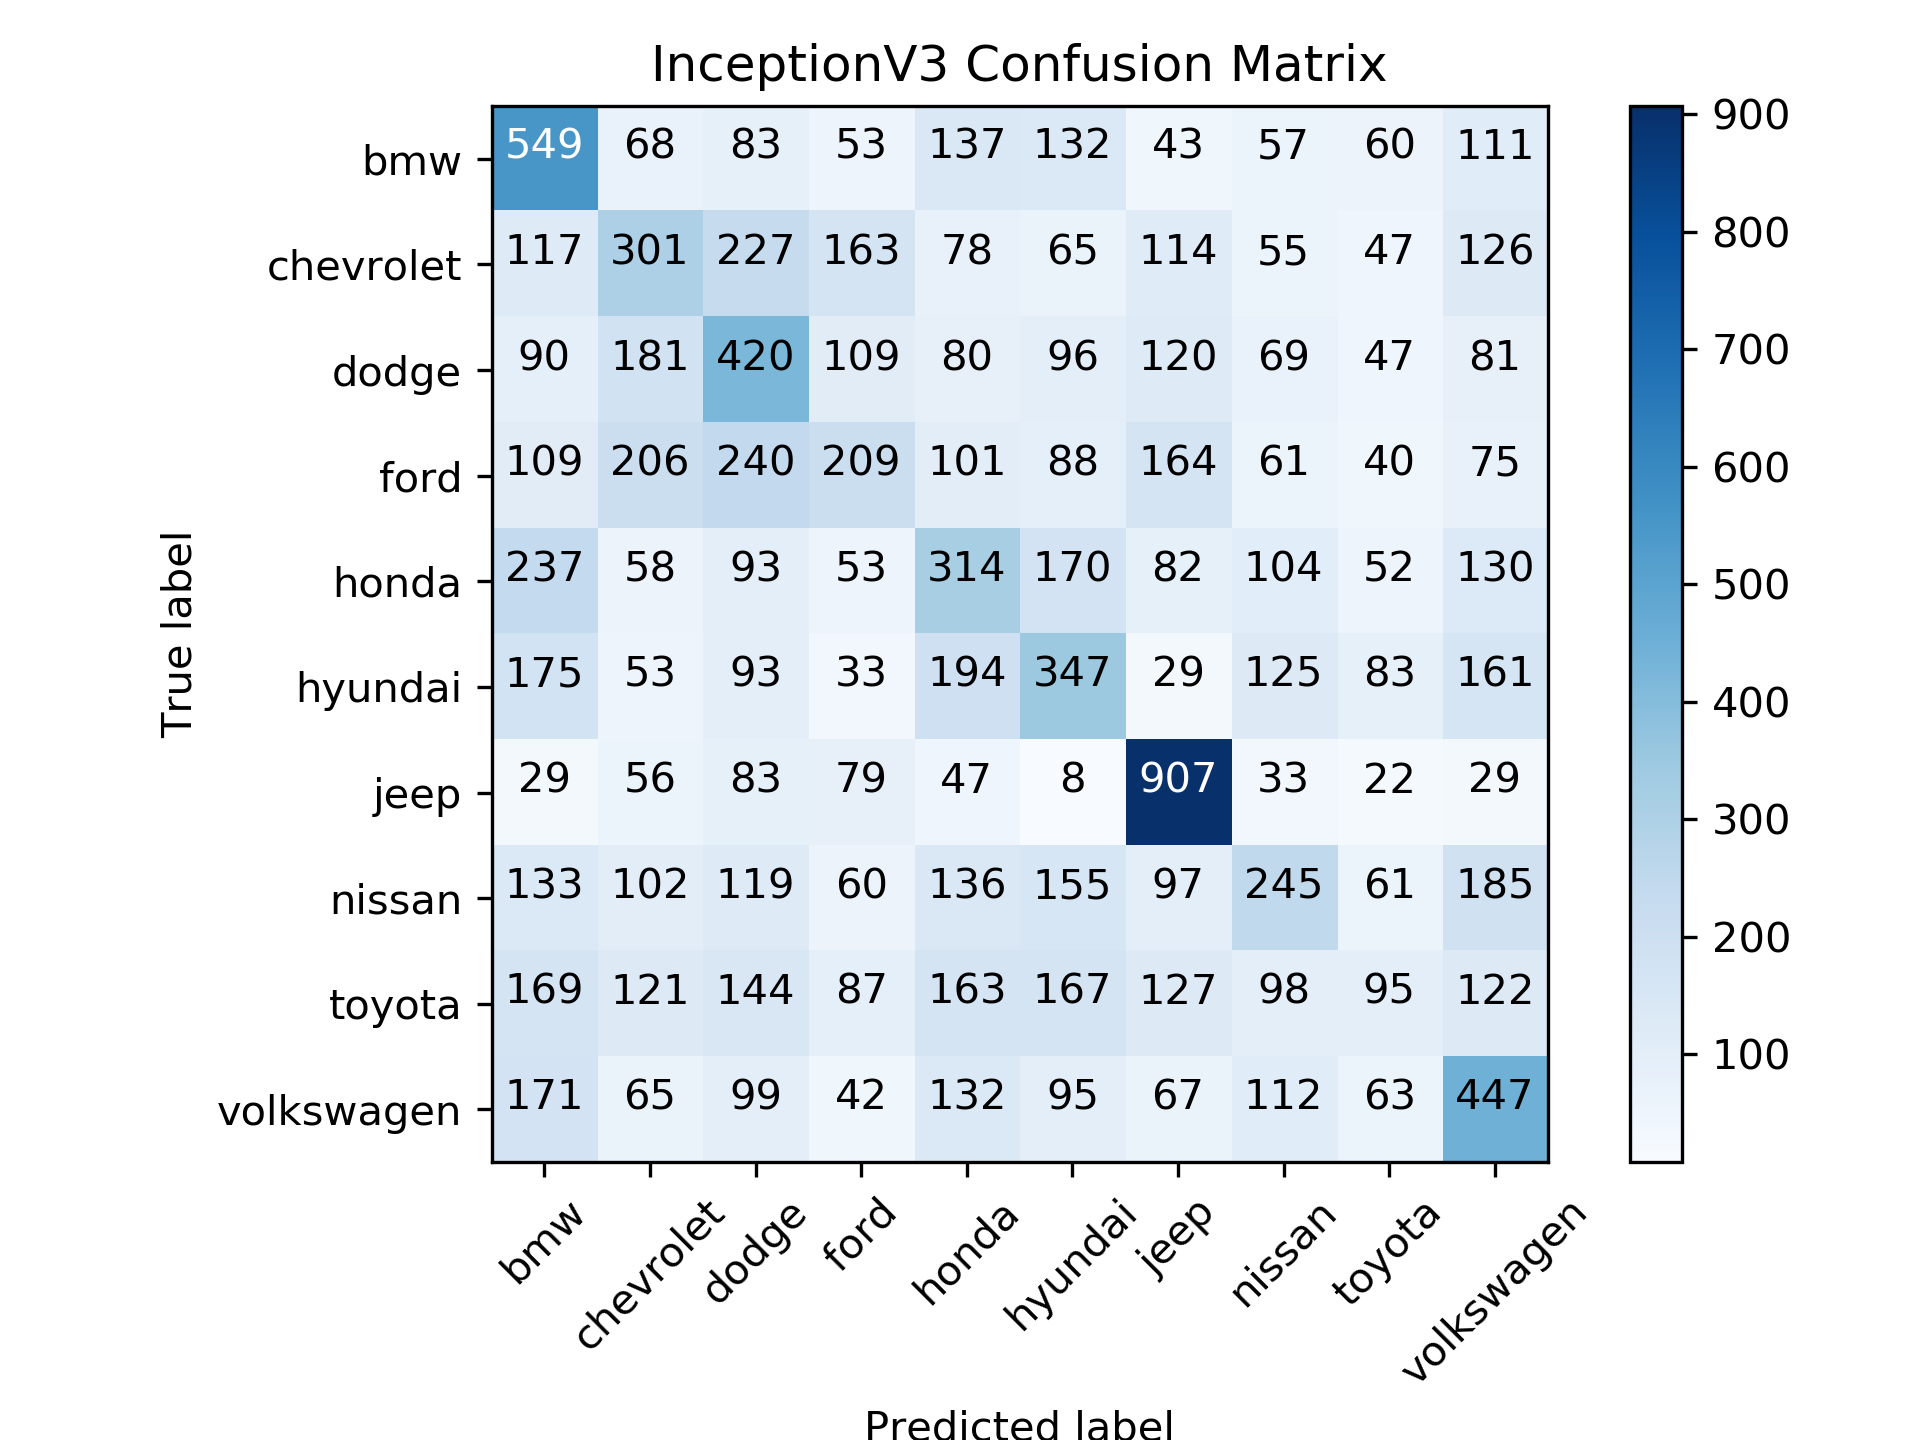 InceptionV3 Confusion Matrix
bmw 549 68 83 53 137 132 43 57 60 111
chevrolet 117 301 227 163 78 65 114 55 47 126
dodge 90 181 420 109 80 96 120 69 47 81
ford 109 206 240 209 101 88 164 61 40 75
honda 237 58 93 53 314 170 82 104 52 130
hyundai 175 53 93 33 194 347 29 125 83 161
jeep 29 56 83 79 47 8 907 33 22 29
nissan 133 102 119 60 136 155 97 245 61 185
toyota 169 121 144 87 163 167 127 98 95 122
volkswagen 171 65 99 42 132 95 67 112 63 447
True label
bmw chevrolet dodge ford honda hyundai jeep nissan toyota volkswagen
Predicted label
900
800
700
600
500
400
300
200
100